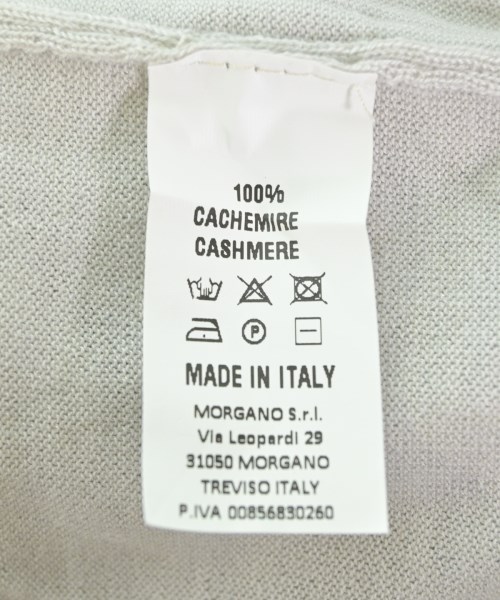 100%
CACHEMIRE
CASHMERE
P
MADE IN ITALY
MORGANO S.r.l.
Via Leopardi 29
31050 MORGANO
TREVISO ITALY
P.IVA 00856830260